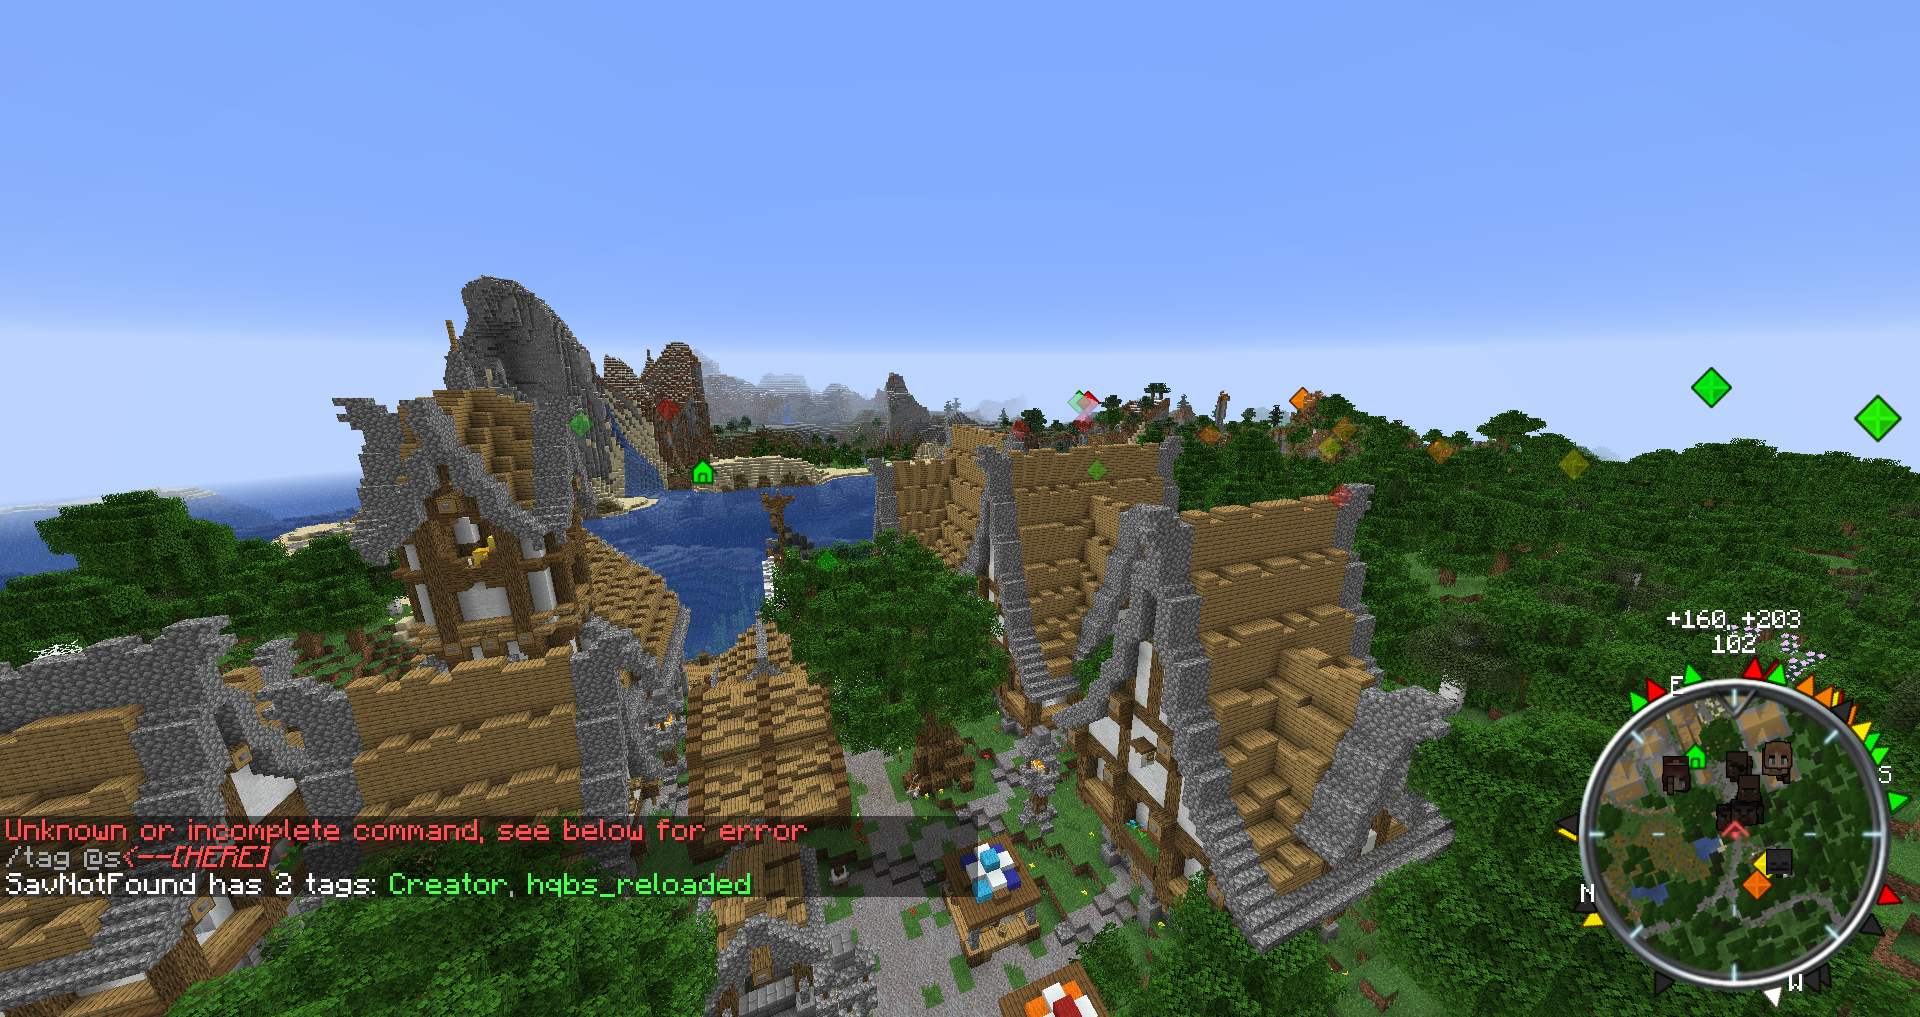 +160, +203
102
E
S
Unknown or incomplete command, see below for error
/tag @s<--[HERE]
SavNotFound has 2 tags: Creator, hqbs_reloaded
N
W